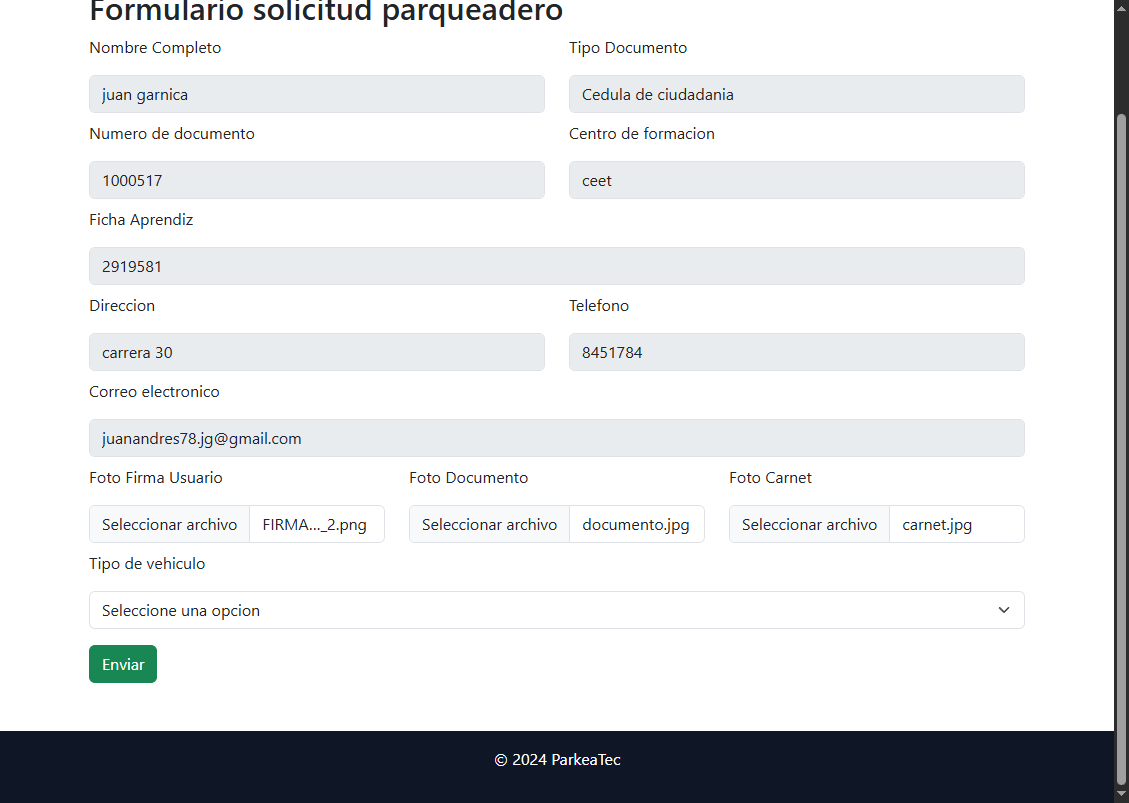 Formulario solicitud parqueadero
Nombre Completo
Tipo Documento
juan garnica
Cedula de ciudadania
Numero de documento
Centro de formacion
1000517
ceet
Ficha Aprendiz
2919581
Direccion
Telefono
carrera 30
8451784
Correo electronico
juanandres78.jg@gmail.com
Foto Firma Usuario
Foto Documento
Foto Carnet
Seleccionar archivo FIRMA..._2.png
Seleccionar archivo documento.jpg
Seleccionar archivo carnet.jpg
Tipo de vehiculo
Seleccione una opcion
Enviar
© 2024 ParkeaTec